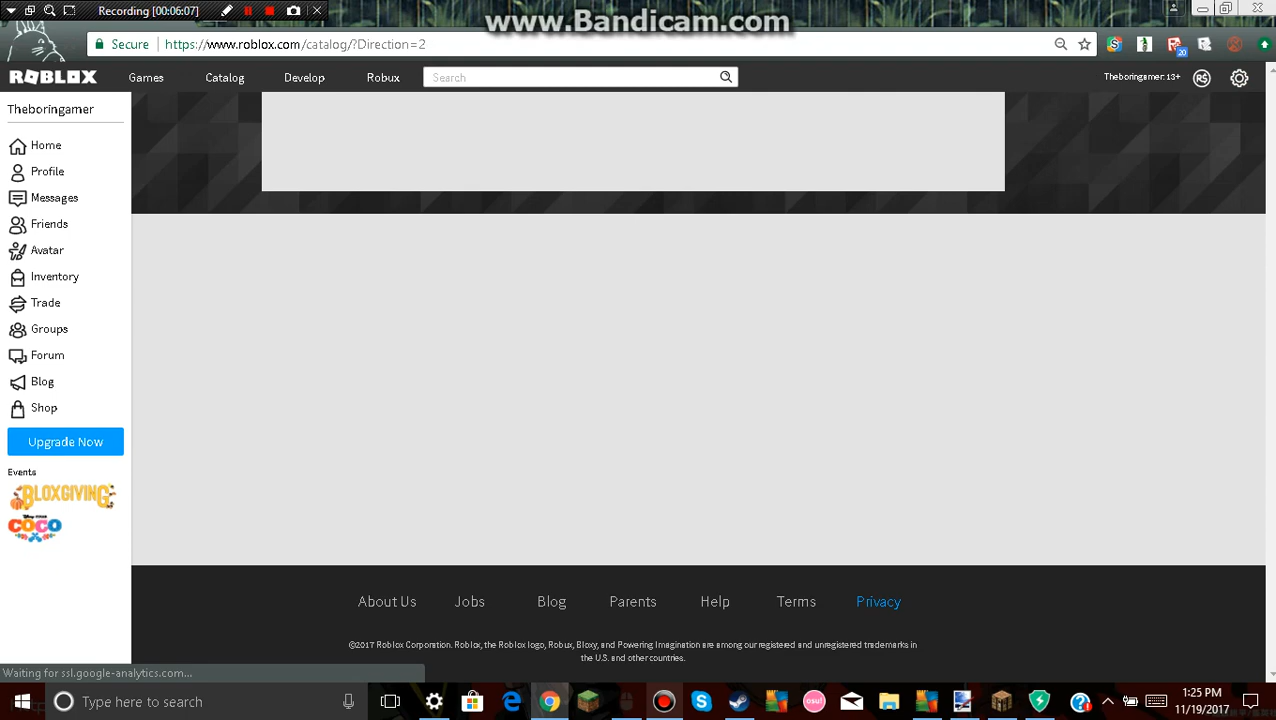 Recording [00:06:07]
www.Bandicam.com
Secure https://www.roblox.com/catalog/?Direction=2
20
ROBLOX Games Catalog Develop Robux Search Theboringamer: 13+ R$
Theboringamer
Home
Profile
Messages
Friends
Avatar
Inventory
Trade
Groups
Forum
Blog
Shop
Upgrade Now
Events
BLOXGIVING
COCO
About Us Jobs Blog Parents Help Terms Privacy
©2017 Roblox Corporation. Roblox, the Roblox logo, Robux, Bloxy, and Powering Imagination are among our registered and unregistered trademarks in
the U.S. and other countries.
Waiting for ssl.google-analytics.com...
Type here to search
osu!
1:25 PM
11/19/2017